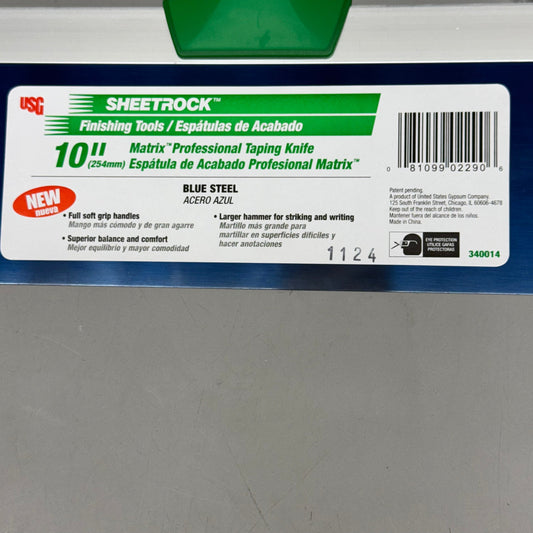 USG
SHEETROCK™
Finishing Tools / Espátulas de Acabado
10"
(254mm)
Matrix™ Professional Taping Knife
Espátula de Acabado Profesional Matrix™
NEW
nueva
BLUE STEEL
ACERO AZUL
• Full soft grip handles
Mango más cómodo y de gran agarre
• Superior balance and comfort
Mejor equilibrio y mayor comodidad
• Larger hammer for striking and writing
Martillo más grande para
martillar en superficies difíciles y
hacer anotaciones
1124
0 81099 02290 6
Patent pending.
A product of United States Gypsum Company.
125 South Franklin Street, Chicago, IL 60606-4678
Keep out of the reach of children.
Mantener fuera del alcance de los niños.
Made in China.
EYE PROTECTION
UTILICE GAFAS
PROTECTORAS
340014